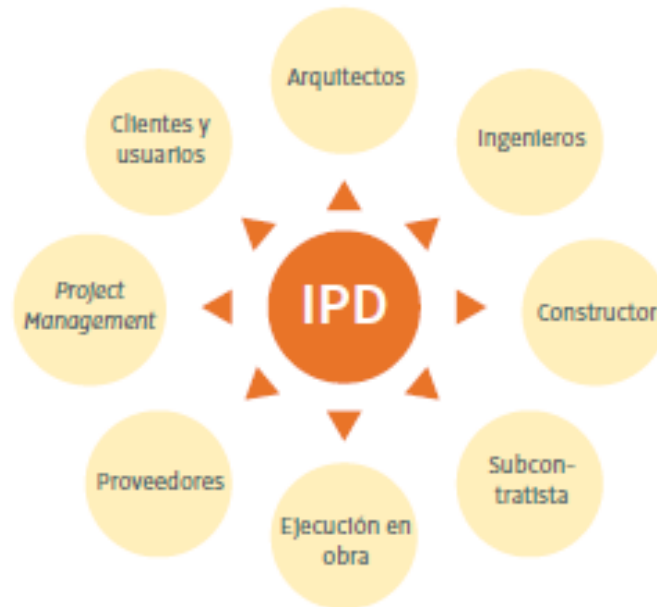 Arquitectos
Clientes y
usuarios
Ingenieros
Project
Management
IPD
Constructor
Proveedores
Subcon-
tratista
Ejecución en
obra